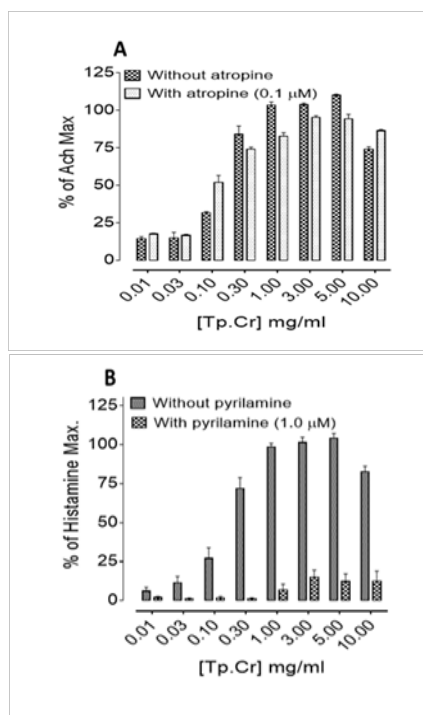 A
Without atropine
With atropine (0.1 μM)
% of Ach Max
125
100
75
50
25
0
0.01
0.03
0.10
0.30
1.00
3.00
5.00
10.00
[Tp.Cr] mg/ml
B
Without pyrilamine
With pyrilamine (1.0 μM)
% of Histamine Max.
125
100
75
50
25
0
0.01
0.03
0.10
0.30
1.00
3.00
5.00
10.00
[Tp.Cr] mg/ml